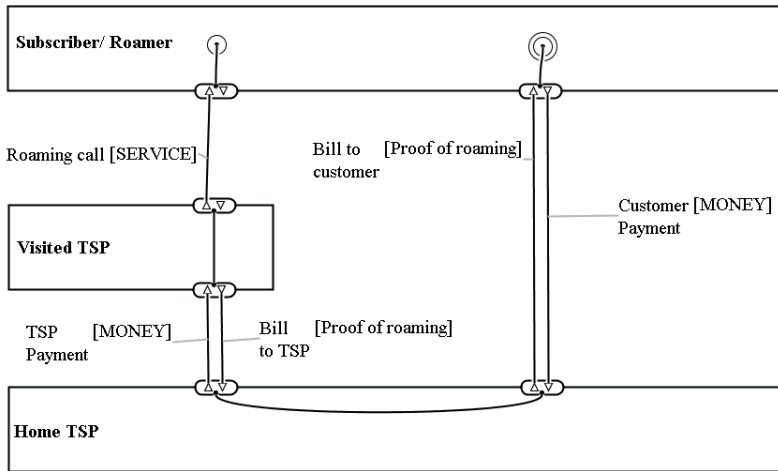 Subscriber/ Roamer
Roaming call [SERVICE]
Bill to [Proof of roaming]
customer
Customer [MONEY]
Payment
Visited TSP
TSP [MONEY]
Payment
Bill [Proof of roaming]
to TSP
Home TSP